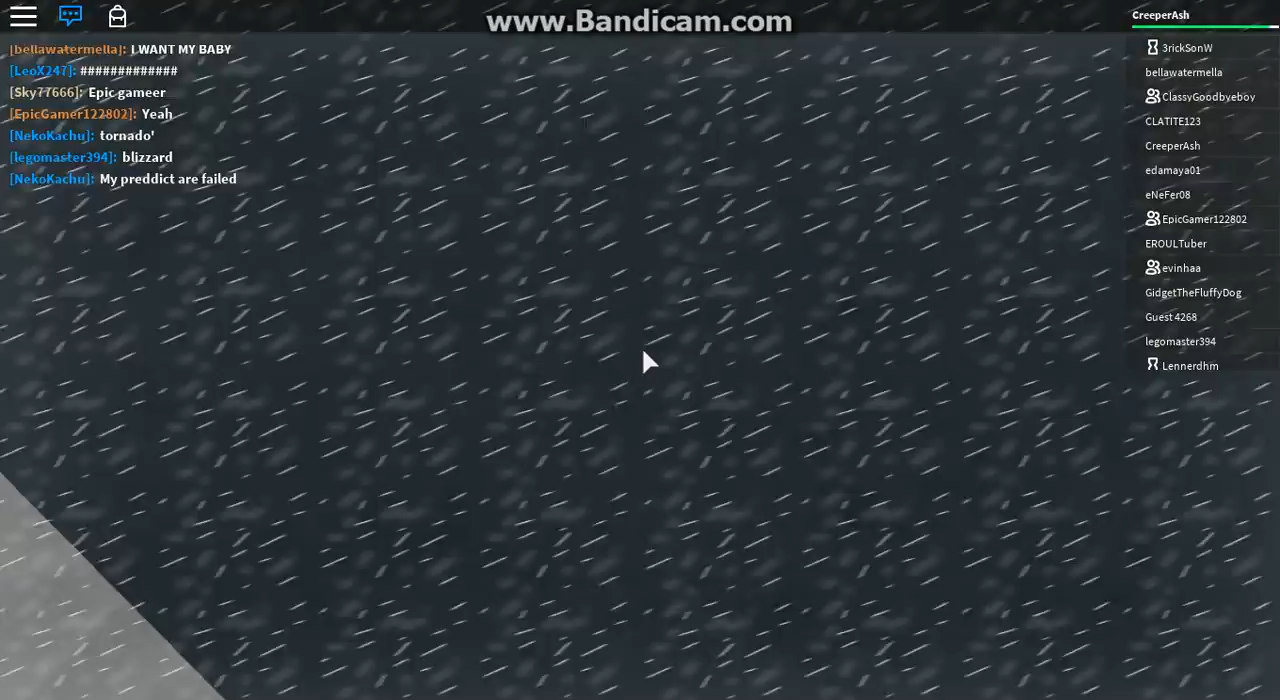 www.Bandicam.com
CreeperAsh
[bellawatermella]: I WANT MY BABY
[LeoX247]: #############
[Sky77666]: Epic gameer
[EpicGamer122802]: Yeah
[NekoKachu]: tornado'
[legomaster394]: blizzard
[NekoKachu]: My preddict are failed
3rickSonW
bellawatermella
ClassyGoodbyeboy
CLATITE123
CreeperAsh
edamaya01
eNeFer08
EpicGamer122802
EROULTuber
evinhaa
GidgetTheFluffyDog
Guest 4268
legomaster394
Lennerdhm